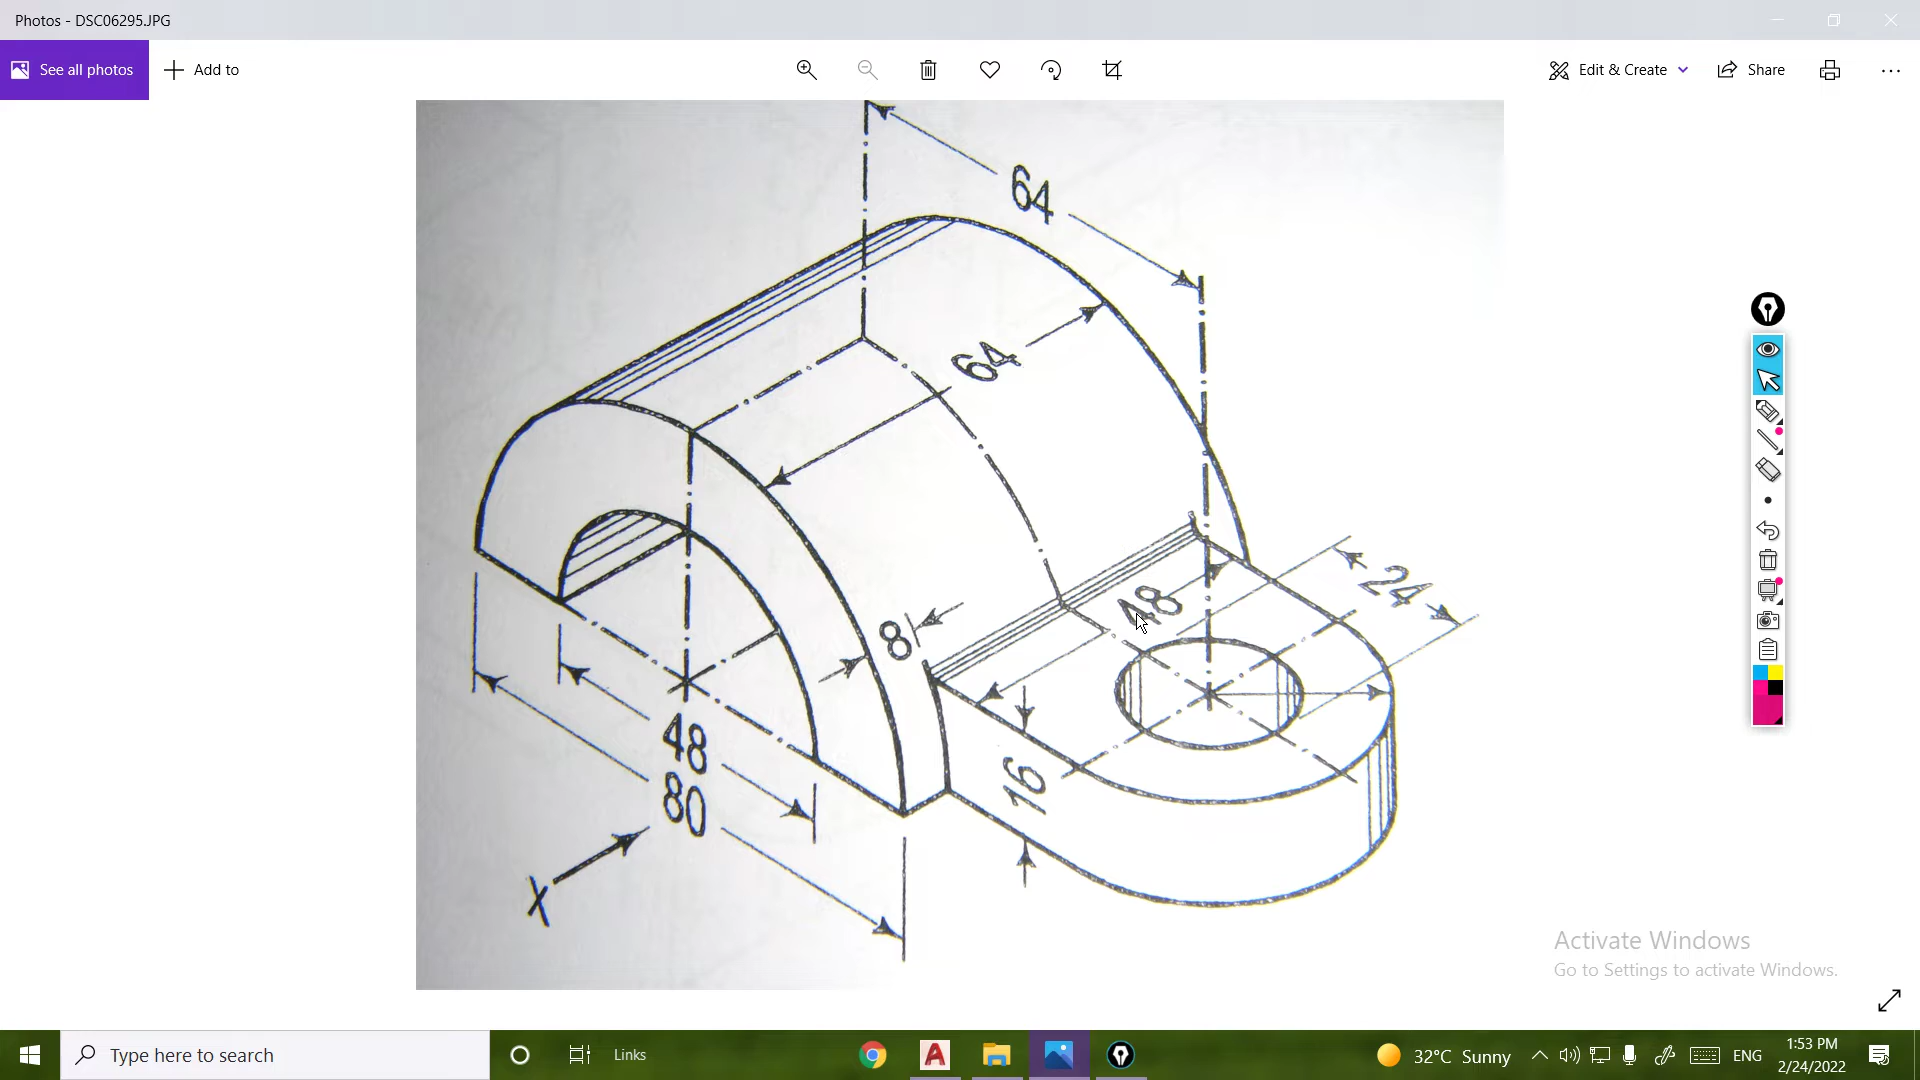 Photos - DSC06295.JPG
See all photos
Add to
Edit & Create
Share
64
64
8
48
24
16
48
80
X
Activate Windows
Go to Settings to activate Windows.
Type here to search
Links
32°C Sunny
ENG
1:53 PM
2/24/2022